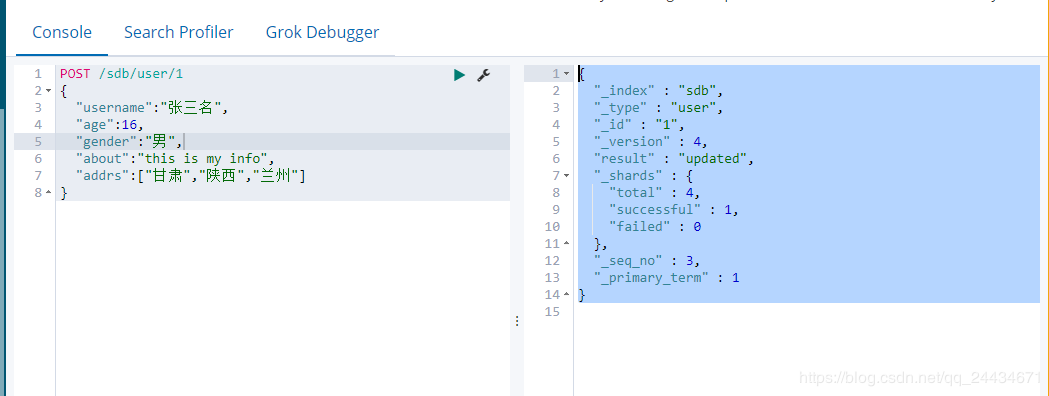 Console Search Profiler Grok Debugger
1 POST /sdb/user/1
2 {
3 "username":"张三名",
4 "age":16,
5 "gender":"男",
6 "about":"this is my info",
7 "addrs":["甘肃","陕西","兰州"]
8 }
1 {
2 "_index" : "sdb",
3 "_type" : "user",
4 "_id" : "1",
5 "_version" : 4,
6 "result" : "updated",
7 "_shards" : {
8 "total" : 4,
9 "successful" : 1,
10 "failed" : 0
11 },
12 "_seq_no" : 3,
13 "_primary_term" : 1
14 }
15
https://blog.csdn.net/qq_24434671